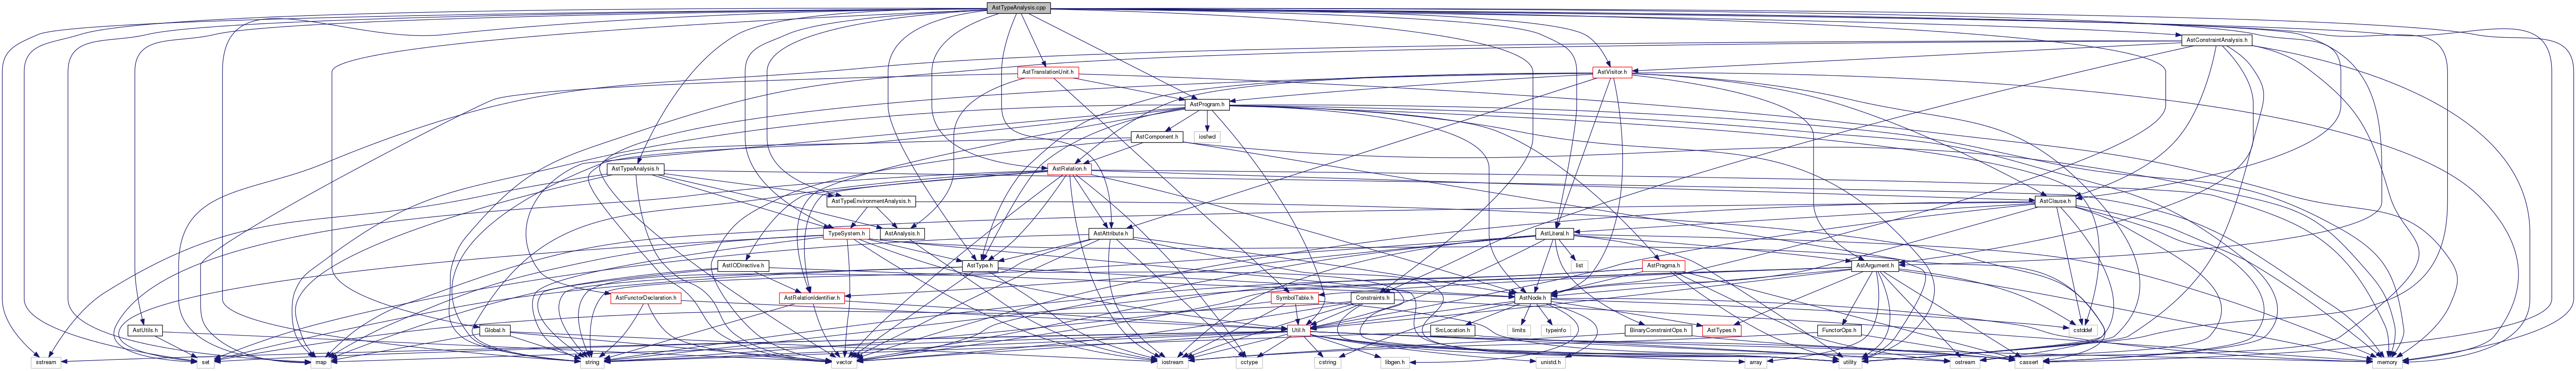 AstTypeAnalysis.cpp
AstConstraintAnalysis.h
AstTranslationUnit.h
AstVisitor.h
AstProgram.h
AstComponent.h
iosfwd
AstTypeAnalysis.h
AstRelation.h
AstTypeEnvironmentAnalysis.h
AstClause.h
TypeSystem.h
AstAnalysis.h
AstAttribute.h
AstLiteral.h
AstIODirective.h
AstType.h
list
AstPragma.h
AstArgument.h
AstFunctorDeclaration.h
AstRelationIdentifier.h
SymbolTable.h
Constraints.h
AstNode.h
AstUtils.h
Global.h
Util.h
SrcLocation.h
limits
typeinfo
BinaryConstraintOps.h
AstTypes.h
FunctorOps.h
cstddef
sstream
set
map
string
vector
iostream
cctype
cstring
libgen.h
unistd.h
array
utility
ostream
cassert
memory